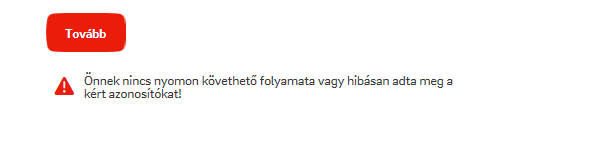 Tovább
Önnek nincs nyomon követhető folyamata vagy hibásan adta meg a
kért azonosítókat!